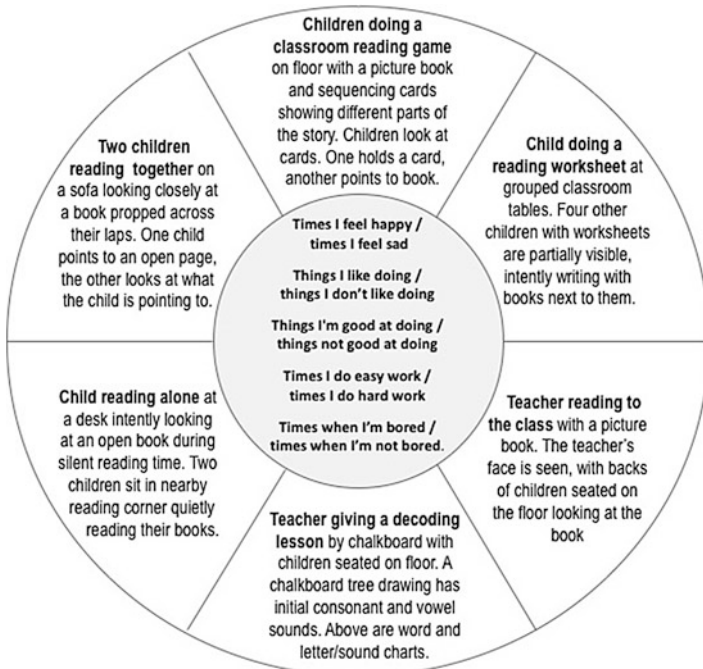 Children doing a
classroom reading game
on floor with a picture book
and sequencing cards
showing different parts of
the story. Children look at
cards. One holds a card,
another points to book.
Child doing a
reading worksheet at
grouped classroom
tables. Four other
children with worksheets
are partially visible,
intently writing with
books next to them.
Teacher reading to
the class with a picture
book. The teacher's
face is seen, with backs
of children seated on
the floor looking at the
book
Teacher giving a decoding
lesson by chalkboard with
children seated on floor. A
chalkboard tree drawing has
initial consonant and vowel
sounds. Above are word and
letter/sound charts.
Child reading alone at
a desk intently looking
at an open book during
silent reading time. Two
children sit in nearby
reading corner quietly
reading their books.
Two children
reading together on
a sofa looking closely at
a book propped across
their laps. One child
points to an open page,
the other looks at what
the child is pointing to.
Times I feel happy /
times I feel sad
Things I like doing /
things I don't like doing
Things I'm good at doing /
things not good at doing
Times I do easy work /
times I do hard work
Times when I'm bored /
times when I'm not bored.